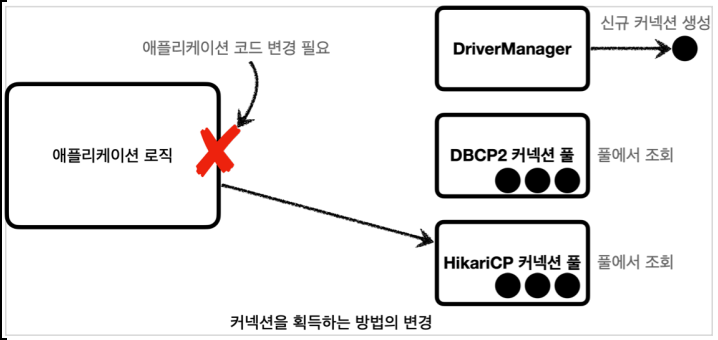 신규 커넥션 생성
애플리케이션 코드 변경 필요
DriverManager
애플리케이션 로직
DBCP2 커넥션 풀
풀에서 조회
HikariCP 커넥션 풀
풀에서 조회
커넥션을 획득하는 방법의 변경